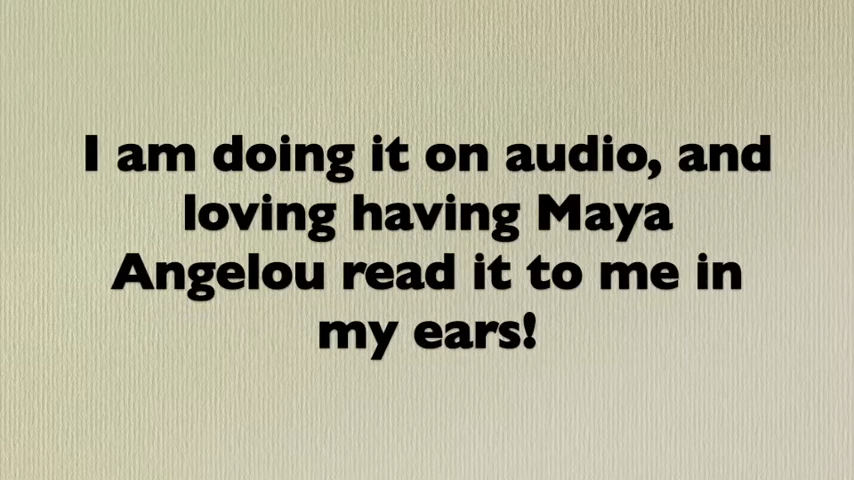 I am doing it on audio, and
loving having Maya
Angelou read it to me in
my ears!